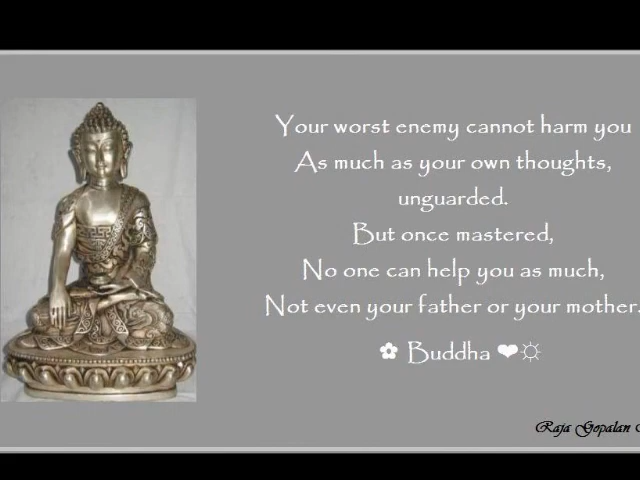 Your worst enemy cannot harm you
As much as your own thoughts,
unguarded.
But once mastered,
No one can help you as much,
Not even your father or your mother.
✿ Buddha ❤☼
Raja Gopalan